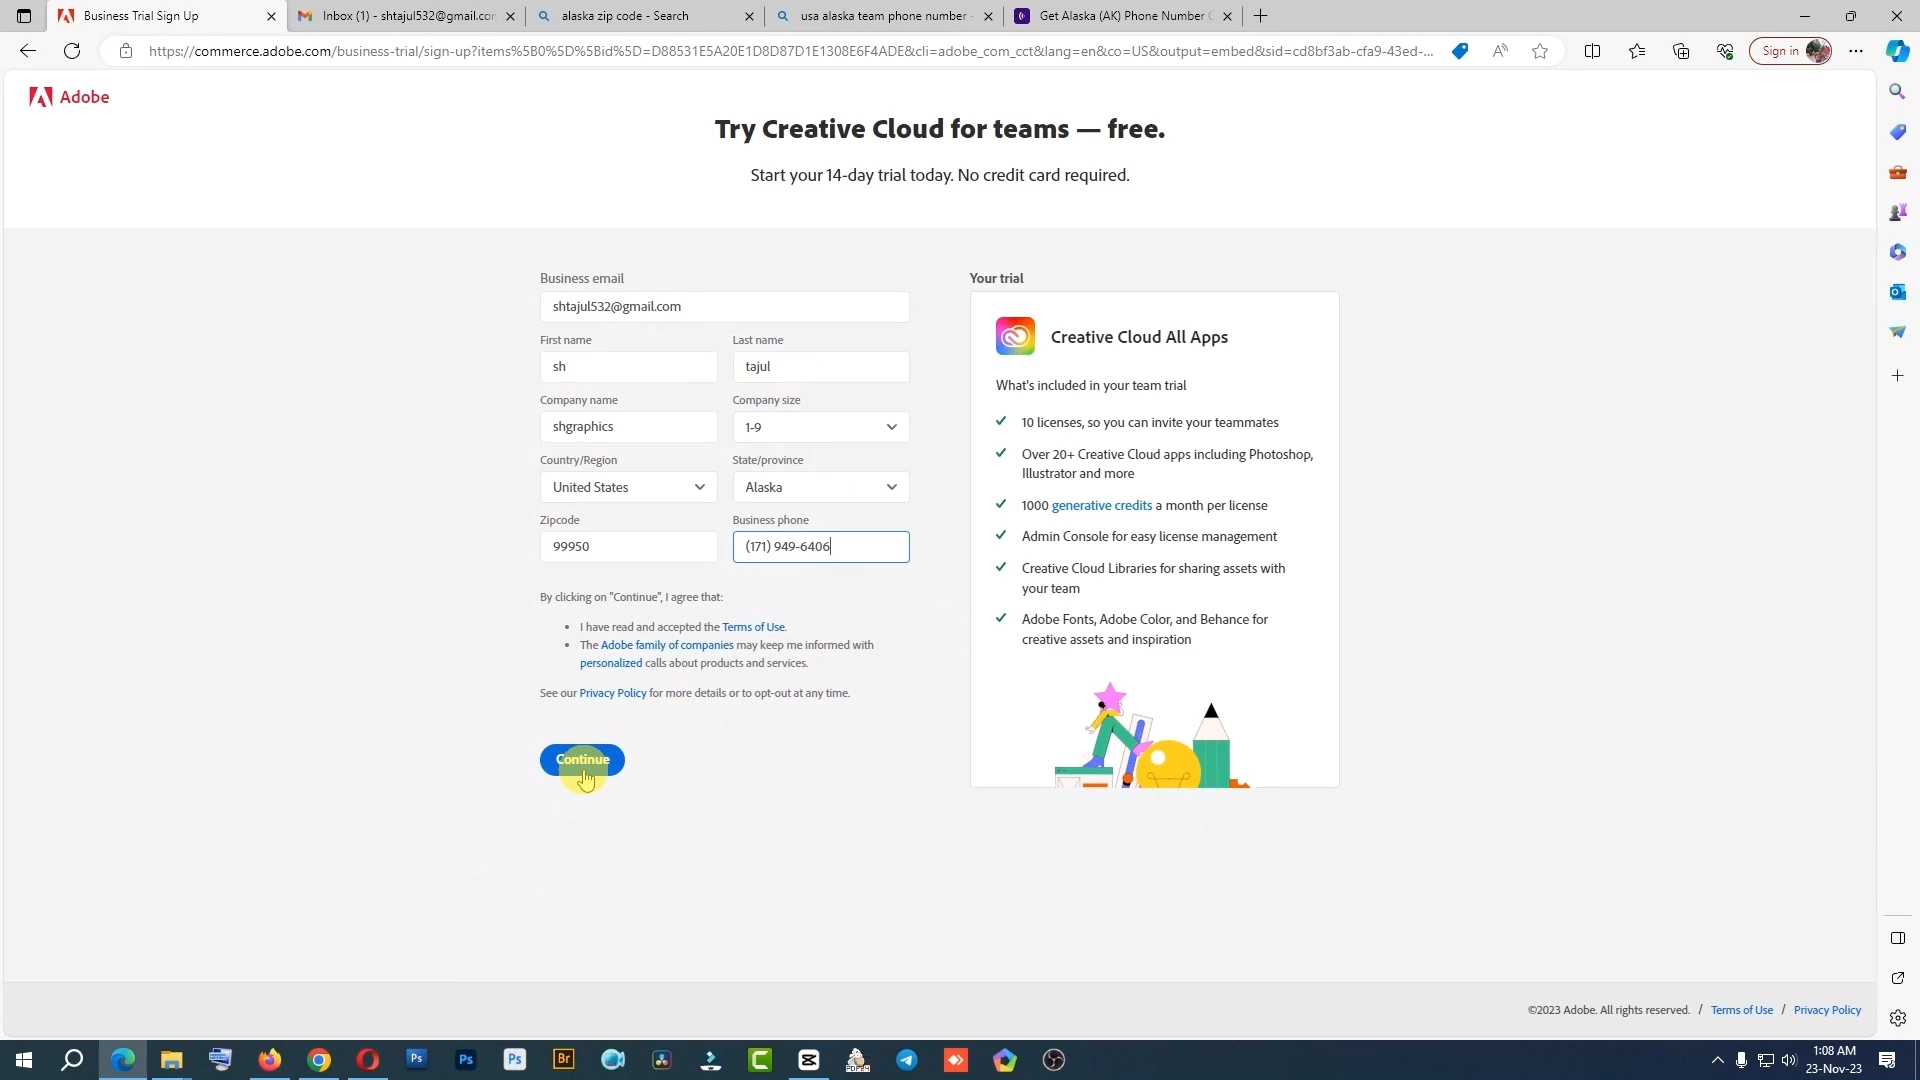 Business Trial Sign Up
Inbox (1) - shtajul532@gmail.com
alaska zip code - Search
usa alaska team phone number -
Get Alaska (AK) Phone Number
https://commerce.adobe.com/business-trial/sign-up?items%5B0%5D%5Bid%5D=D88531E5A20E1D8D87D1E1308E6F4ADE&cli=adobe_com_cct&lang=en&co=US&output=embed&sid=cd8bf3ab-cfa9-43ed-...
Sign in
Adobe
Try Creative Cloud for teams — free.
Start your 14-day trial today. No credit card required.
Business email
shtajul532@gmail.com
First name
Last name
sh
tajul
Company name
Company size
shgraphics
1-9
Country/Region
State/province
United States
Alaska
Zipcode
Business phone
99950
(171) 949-6406
By clicking on "Continue", I agree that:
• I have read and accepted the Terms of Use.
• The Adobe family of companies may keep me informed with
personalized calls about products and services.
See our Privacy Policy for more details or to opt-out at any time.
Continue
Your trial
Creative Cloud All Apps
What's included in your team trial
10 licenses, so you can invite your teammates
Over 20+ Creative Cloud apps including Photoshop,
Illustrator and more
1000 generative credits a month per license
Admin Console for easy license management
Creative Cloud Libraries for sharing assets with
your team
Adobe Fonts, Adobe Color, and Behance for
creative assets and inspiration
©2023 Adobe. All rights reserved. / Terms of Use / Privacy Policy
Ps
Ps
Ps
Br
1:08 AM
23-Nov-23